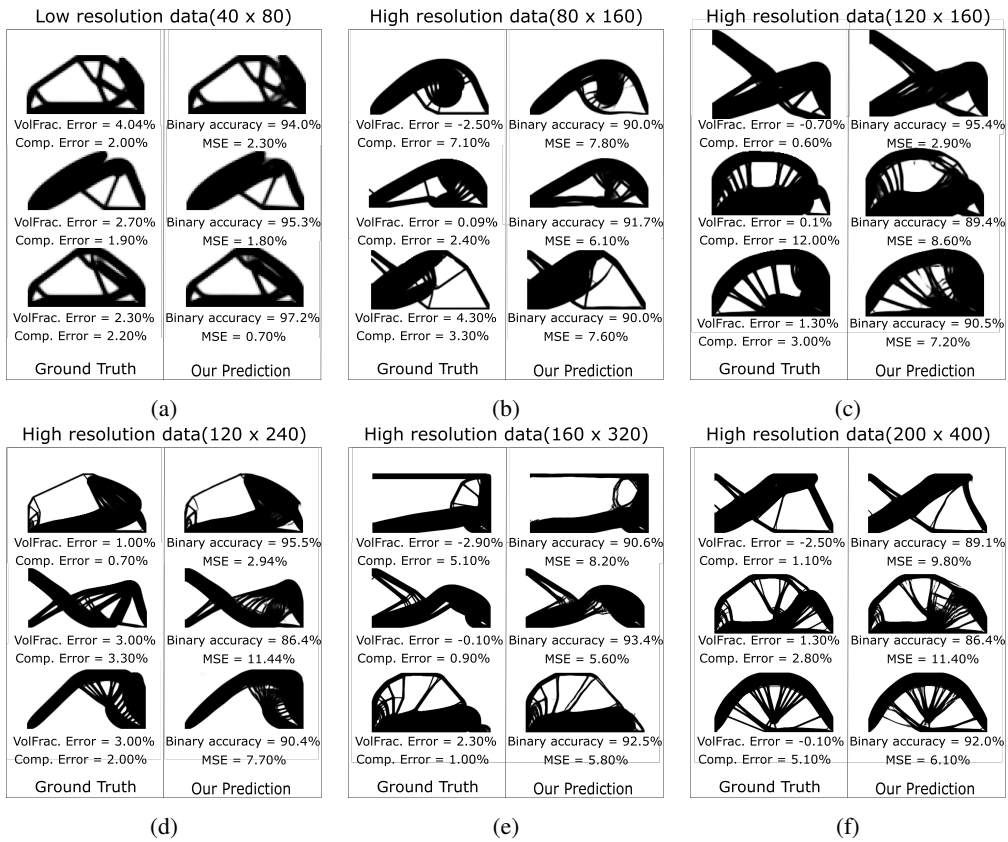 Low resolution data(40 x 80)
VolFrac. Error = 4.04% Binary accuracy = 94.0%
Comp. Error = 2.00% MSE = 2.30%
VolFrac. Error = 2.70% Binary accuracy = 95.3%
Comp. Error = 1.90% MSE = 1.80%
VolFrac. Error = 2.30% Binary accuracy = 97.2%
Comp. Error = 2.20% MSE = 0.70%
Ground Truth Our Prediction
(a)
High resolution data(80 x 160)
VolFrac. Error = -2.50% Binary accuracy = 90.0%
Comp. Error = 7.10% MSE = 7.80%
VolFrac. Error = 0.09% Binary accuracy = 91.7%
Comp. Error = 2.40% MSE = 6.10%
VolFrac. Error = 4.30% Binary accuracy = 90.0%
Comp. Error = 3.30% MSE = 7.60%
Ground Truth Our Prediction
(b)
High resolution data(120 x 160)
VolFrac. Error = -0.70% Binary accuracy = 95.4%
Comp. Error = 0.60% MSE = 2.90%
VolFrac. Error = 0.1% Binary accuracy = 89.4%
Comp. Error = 12.00% MSE = 8.60%
VolFrac. Error = 1.30% Binary accuracy = 90.5%
Comp. Error = 3.00% MSE = 7.20%
Ground Truth Our Prediction
(c)
High resolution data(120 x 240)
VolFrac. Error = 1.00% Binary accuracy = 95.5%
Comp. Error = 0.70% MSE = 2.94%
VolFrac. Error = 3.00% Binary accuracy = 86.4%
Comp. Error = 3.30% MSE = 11.44%
VolFrac. Error = 3.00% Binary accuracy = 90.4%
Comp. Error = 2.00% MSE = 7.70%
Ground Truth Our Prediction
(d)
High resolution data(160 x 320)
VolFrac. Error = -2.90% Binary accuracy = 90.6%
Comp. Error = 5.10% MSE = 8.20%
VolFrac. Error = -0.10% Binary accuracy = 93.4%
Comp. Error = 0.90% MSE = 5.60%
VolFrac. Error = 2.30% Binary accuracy = 92.5%
Comp. Error = 1.00% MSE = 5.80%
Ground Truth Our Prediction
(e)
High resolution data(200 x 400)
VolFrac. Error = -2.50% Binary accuracy = 89.1%
Comp. Error = 1.10% MSE = 9.80%
VolFrac. Error = 1.30% Binary accuracy = 86.4%
Comp. Error = 2.80% MSE = 11.40%
VolFrac. Error = -0.10% Binary accuracy = 92.0%
Comp. Error = 5.10% MSE = 6.10%
Ground Truth Our Prediction
(f)